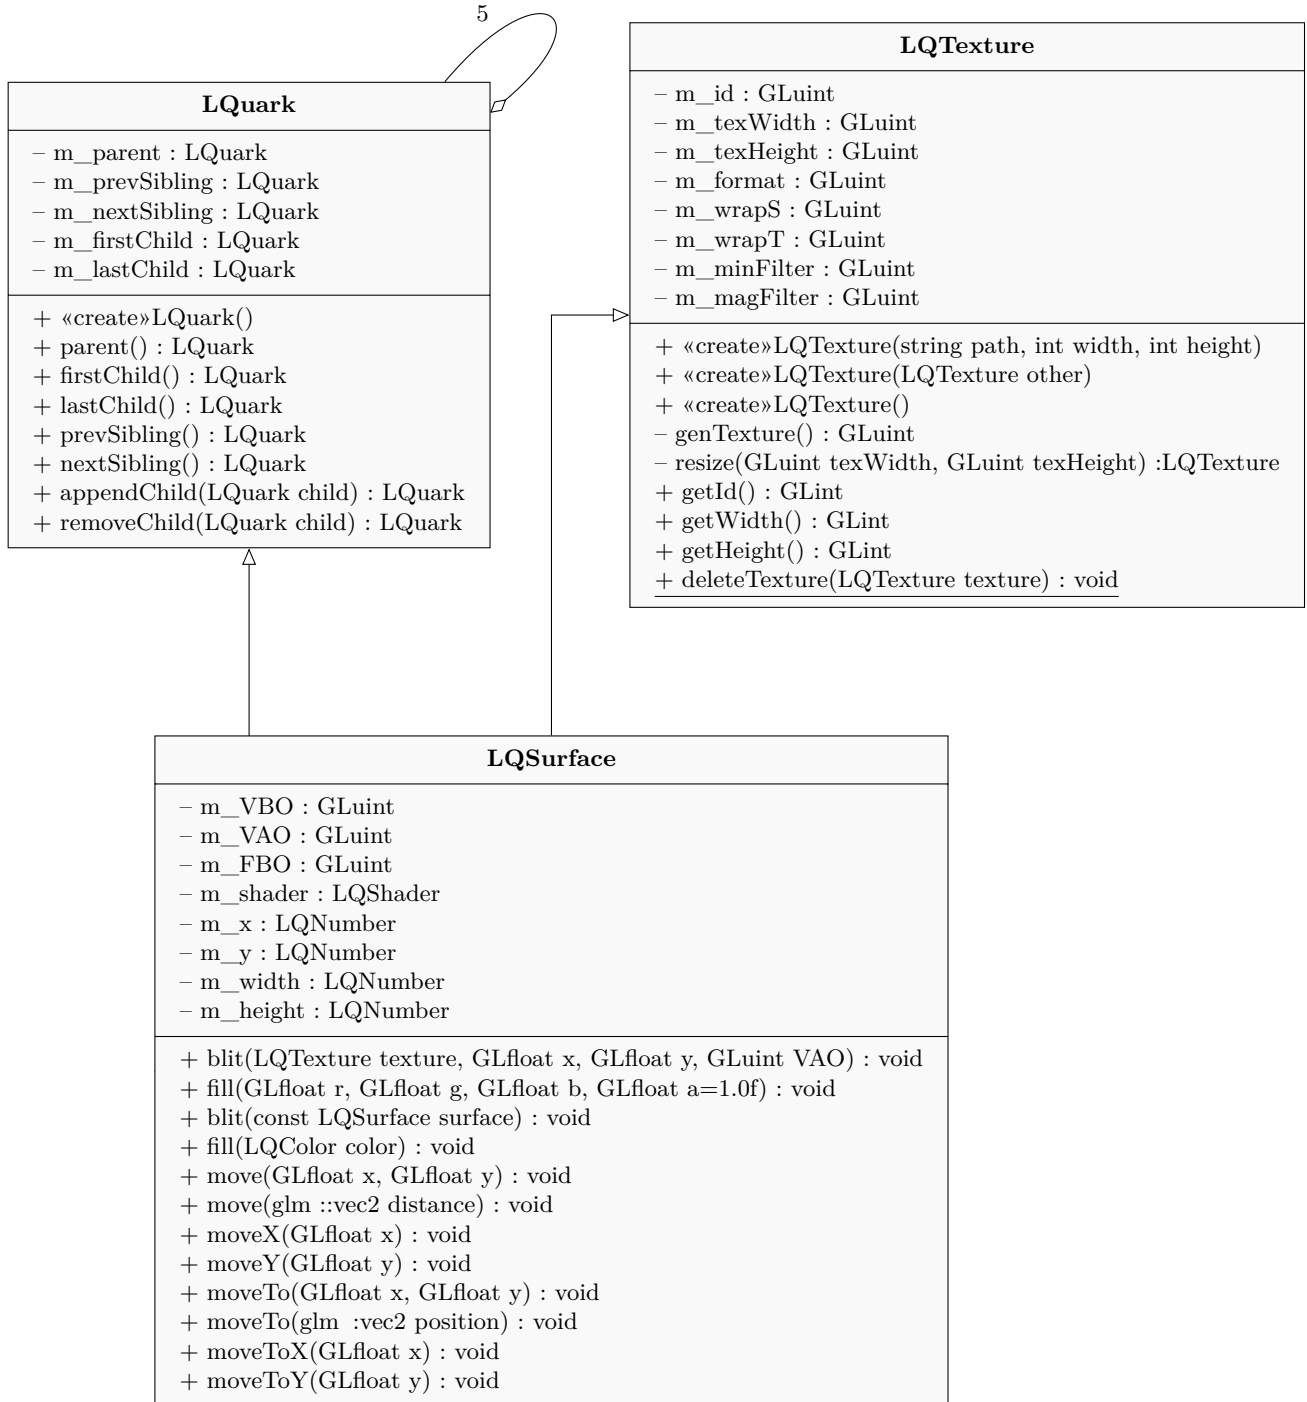 5
LQuark
– m_parent : LQuark
– m_prevSibling : LQuark
– m_nextSibling : LQuark
– m_firstChild : LQuark
– m_lastChild : LQuark
+ «create»LQuark()
+ parent() : LQuark
+ firstChild() : LQuark
+ lastChild() : LQuark
+ prevSibling() : LQuark
+ nextSibling() : LQuark
+ appendChild(LQuark child) : LQuark
+ removeChild(LQuark child) : LQuark
LQTexture
– m_id : GLuint
– m_texWidth : GLuint
– m_texHeight : GLuint
– m_format : GLuint
– m_wrapS : GLuint
– m_wrapT : GLuint
– m_minFilter : GLuint
– m_magFilter : GLuint
+ «create»LQTexture(string path, int width, int height)
+ «create»LQTexture(LQTexture other)
+ «create»LQTexture()
– genTexture() : GLuint
– resize(GLuint texWidth, GLuint texHeight) :LQTexture
+ getId() : GLint
+ getWidth() : GLint
+ getHeight() : GLint
+ deleteTexture(LQTexture texture) : void
LQSurface
– m_VBO : GLuint
– m_VAO : GLuint
– m_FBO : GLuint
– m_shader : LQShader
– m_x : LQNumber
– m_y : LQNumber
– m_width : LQNumber
– m_height : LQNumber
+ blit(LQTexture texture, GLfloat x, GLfloat y, GLuint VAO) : void
+ fill(GLfloat r, GLfloat g, GLfloat b, GLfloat a=1.0f) : void
+ blit(const LQSurface surface) : void
+ fill(LQColor color) : void
+ move(GLfloat x, GLfloat y) : void
+ move(glm ::vec2 distance) : void
+ moveX(GLfloat x) : void
+ moveY(GLfloat y) : void
+ moveTo(GLfloat x, GLfloat y) : void
+ moveTo(glm :vec2 position) : void
+ moveToX(GLfloat x) : void
+ moveToY(GLfloat y) : void